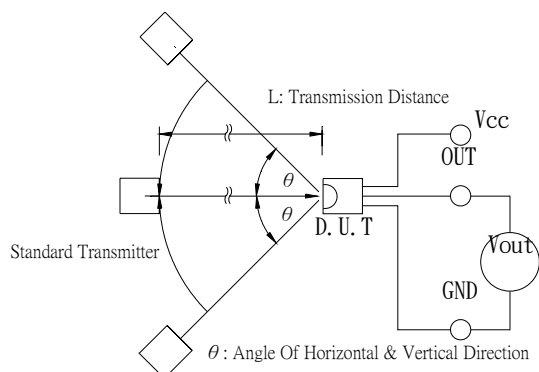 L: Transmission Distance
Vcc
OUT
θ
θ
D.U.T
Standard Transmitter
Vout
GND
θ : Angle Of Horizontal & Vertical Direction